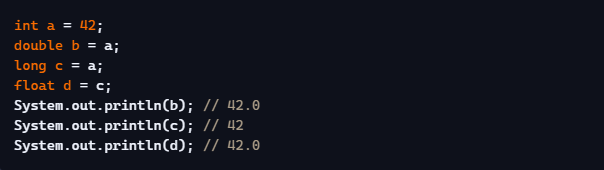 int a = 42;
double b = a;
long c = a;
float d = c;
System.out.println(b); // 42.0
System.out.println(c); // 42
System.out.println(d); // 42.0